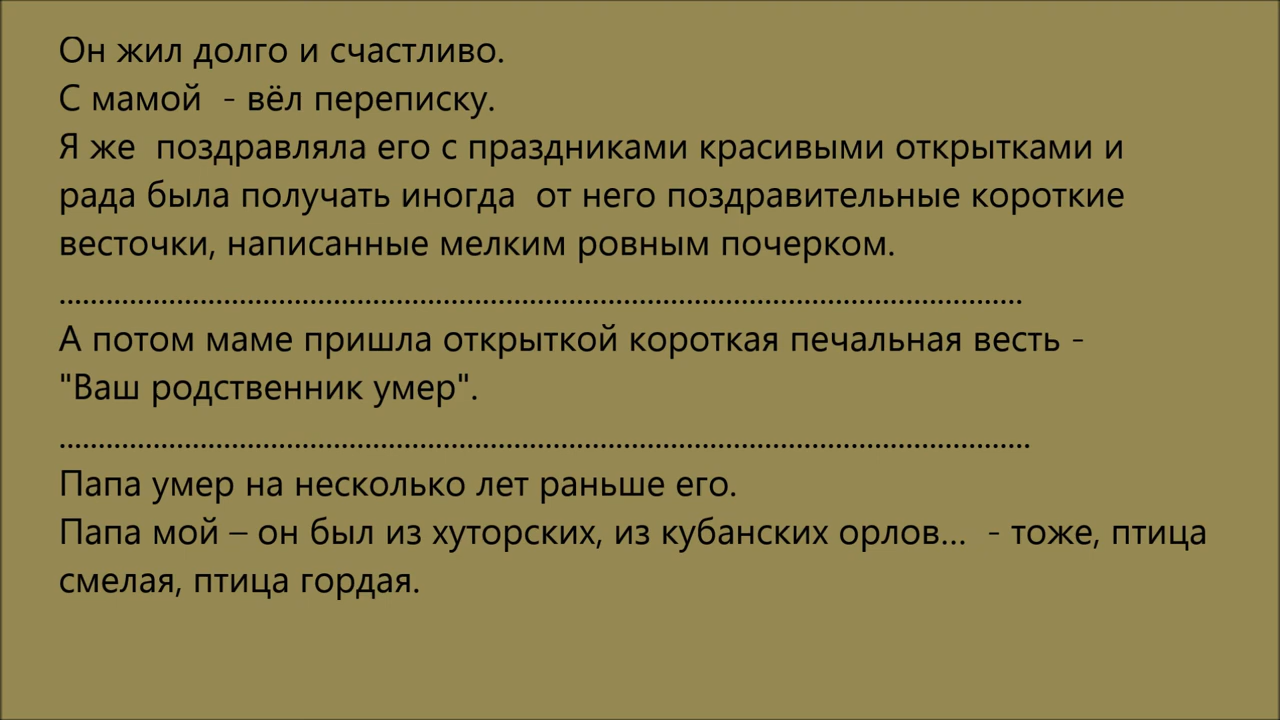 Он жил долго и счастливо.
С мамой  - вёл переписку.
Я же  поздравляла его с праздниками красивыми открытками и
рада была получать иногда  от него поздравительные короткие
весточки, написанные мелким ровным почерком.
................................................................................................................
А потом маме пришла открыткой короткая печальная весть -
"Ваш родственник умер".
.................................................................................................................
Папа умер на несколько лет раньше его.
Папа мой – он был из хуторских, из кубанских орлов...  - тоже, птица
смелая, птица гордая.